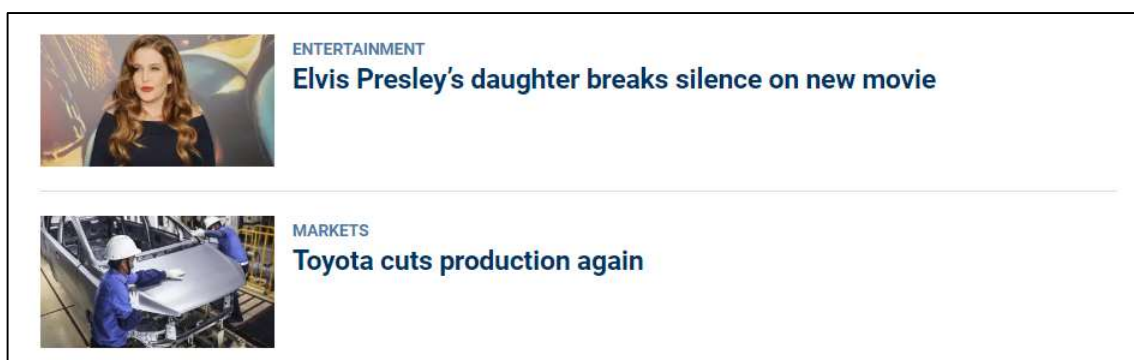 ENTERTAINMENT
Elvis Presley’s daughter breaks silence on new movie
MARKETS
Toyota cuts production again